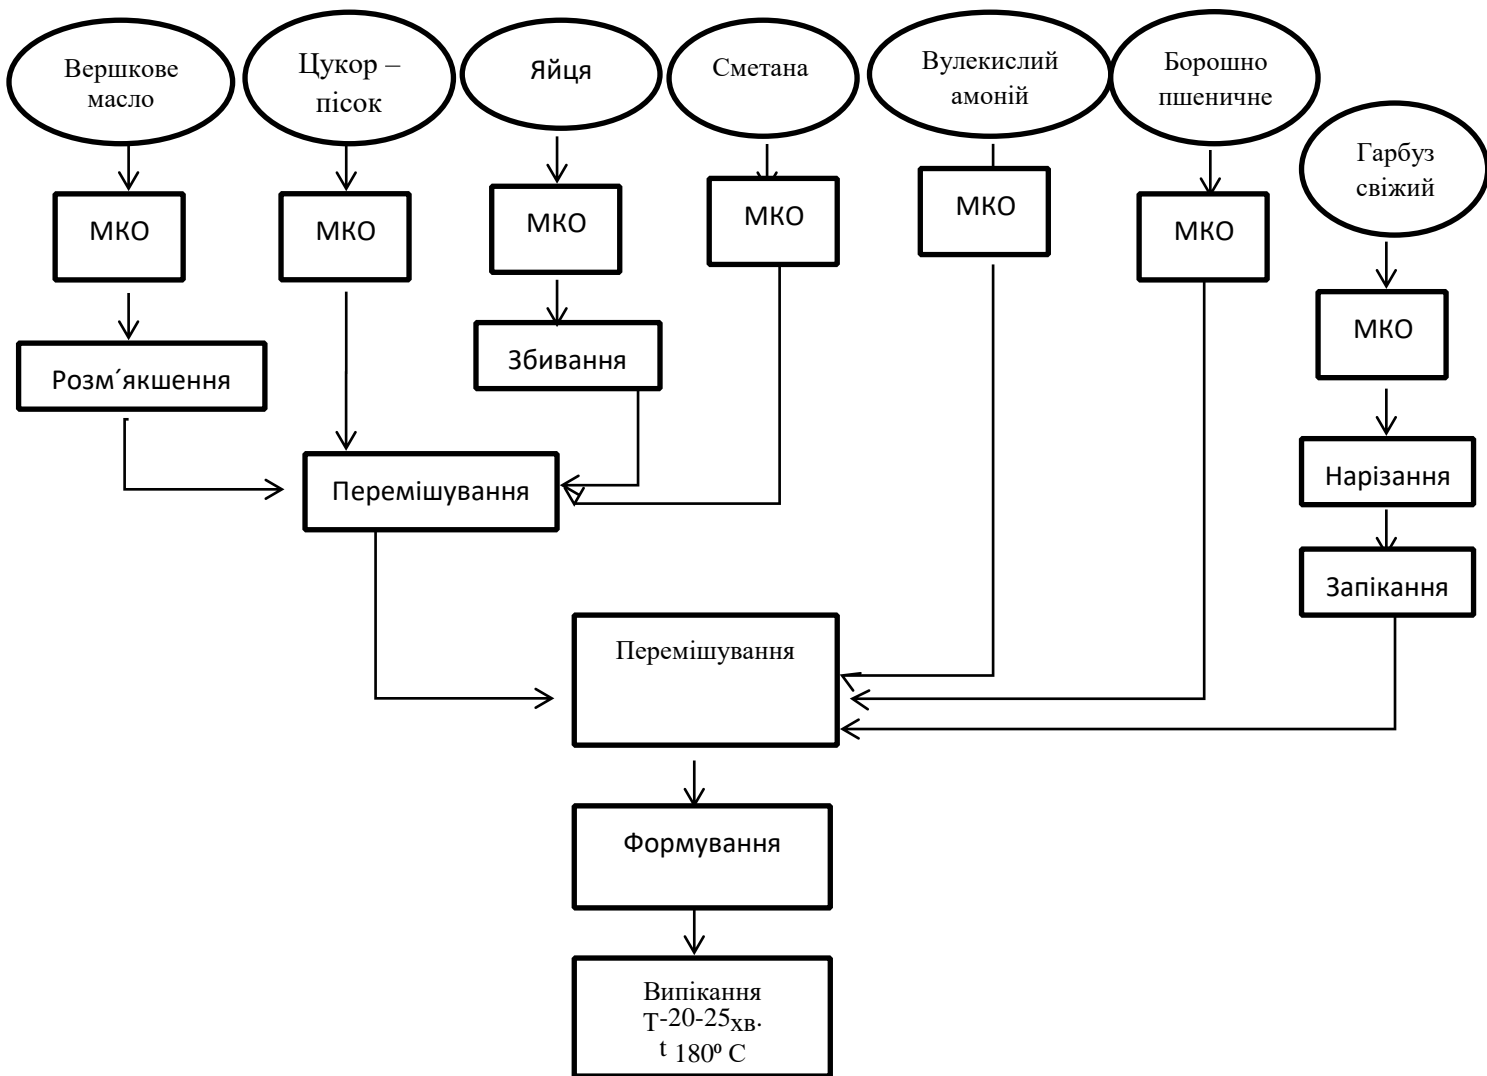 Вершкове
масло
Цукор –
пісок
Яйця
Сметана
Вулекислий
амоній
Борошно
пшеничне
Гарбуз
свіжий
МКО
МКО
МКО
МКО
МКО
МКО
МКО
Розм´якшення
Збивання
Перемішування
Нарізання
Запікання
Перемішування
Формування
Випікання
Т-20-25хв.
t 180º С